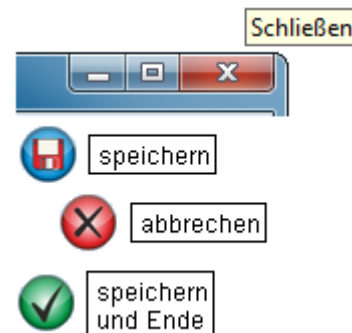 Schließen
speichern
abbrechen
speichern
und Ende